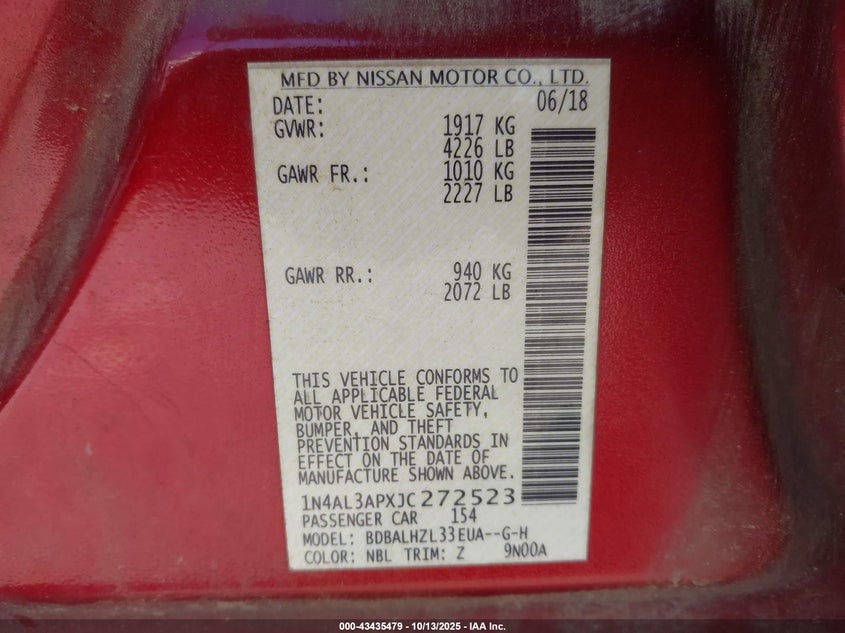 MFD BY NISSAN MOTOR CO., LTD.
DATE: 06/18
GVWR: 1917 KG
4226 LB
GAWR FR.: 1010 KG
2227 LB
GAWR RR.: 940 KG
2072 LB
THIS VEHICLE CONFORMS TO
ALL APPLICABLE FEDERAL
MOTOR VEHICLE SAFETY,
BUMPER, AND THEFT
PREVENTION STANDARDS IN
EFFECT ON THE DATE OF
MANUFACTURE SHOWN ABOVE.
1N4AL3APXJC272523
PASSENGER CAR 154
MODEL: BDBALHZL33EUA--G-H
COLOR: NBL TRIM: Z 9N00A
000-43435479 - 10/13/2025 - IAA Inc.